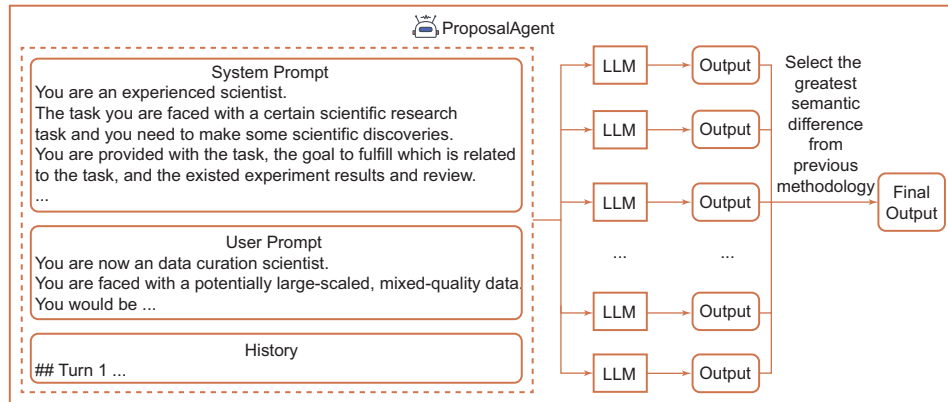 ProposalAgent
System Prompt
You are an experienced scientist.
The task you are faced with a certain scientific research
task and you need to make some scientific discoveries.
You are provided with the task, the goal to fulfill which is related
to the task, and the existed experiment results and review.
...
User Prompt
You are now an data curation scientist.
You are faced with a potentially large-scaled, mixed-quality data.
You would be ...
History
## Turn 1 ...
LLM
Output
LLM
Output
LLM
Output
...
...
LLM
Output
LLM
Output
Select the
greatest
semantic
difference
from
previous
methodology
Final
Output